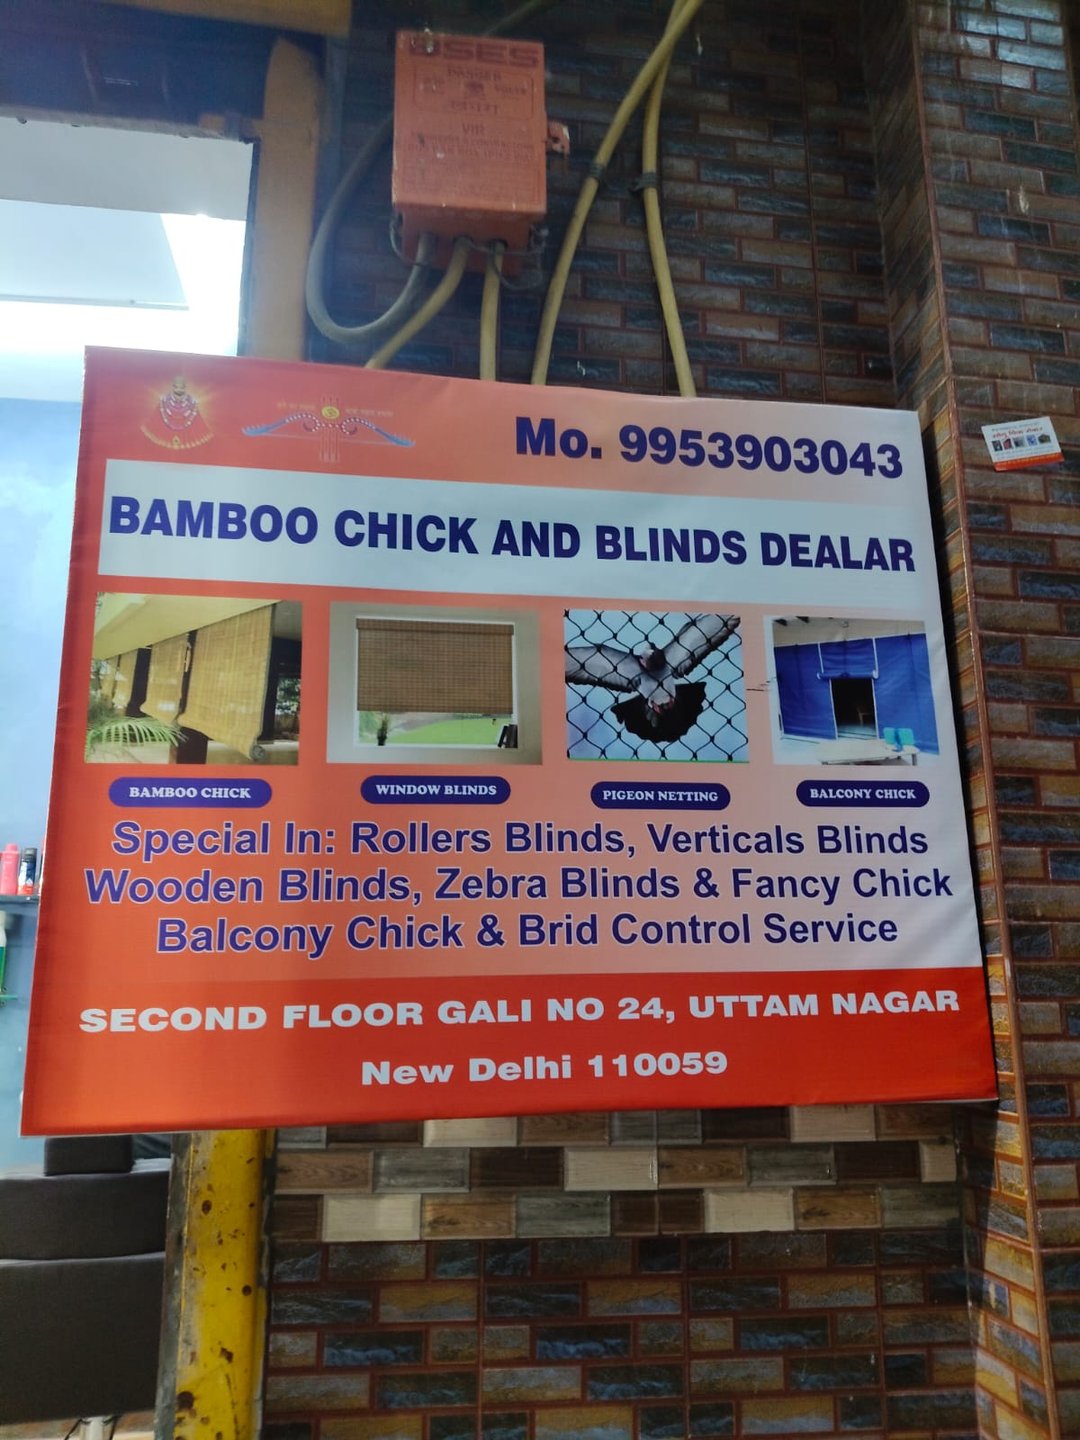 BSES
DANGER
Mo. 9953903043
BAMBOO CHICK AND BLINDS DEALAR
BAMBOO CHICK
WINDOW BLINDS
PIGEON NETTING
BALCONY CHICK
Special In: Rollers Blinds, Verticals Blinds
Wooden Blinds, Zebra Blinds & Fancy Chick
Balcony Chick & Brid Control Service
SECOND FLOOR GALI NO 24, UTTAM NAGAR
New Delhi 110059